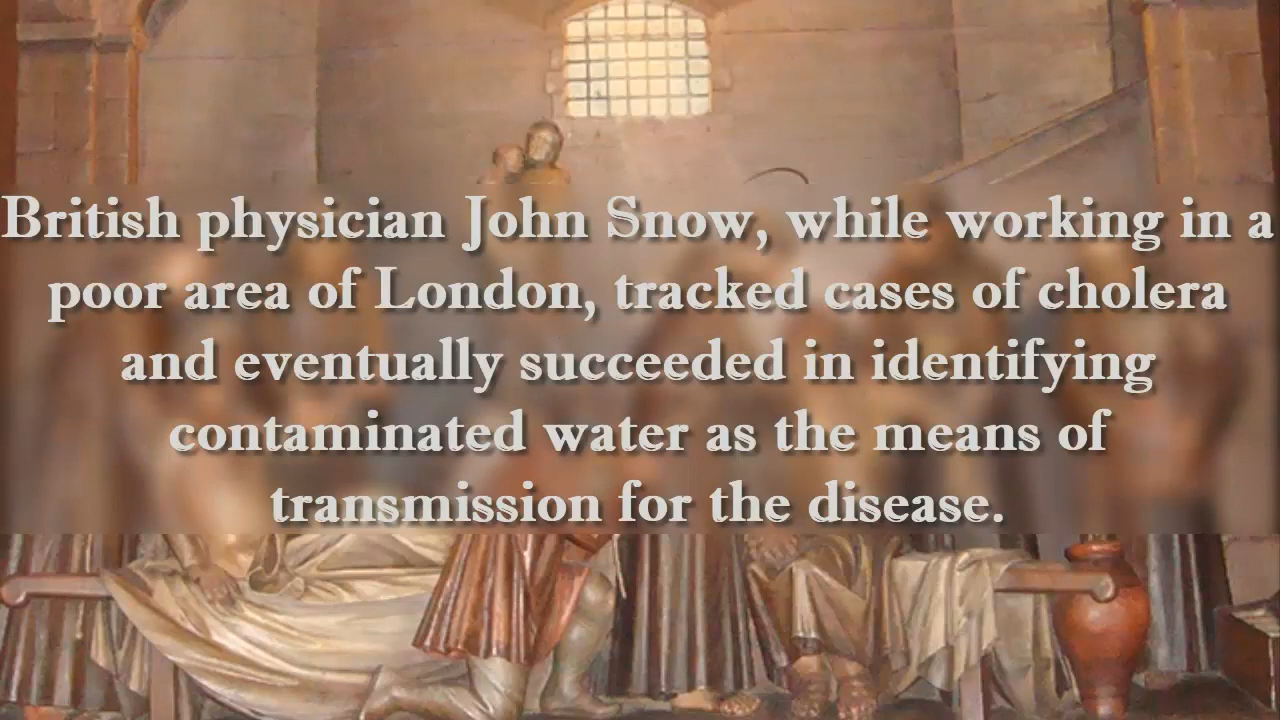 British physician John Snow, while working in a
poor area of London, tracked cases of cholera
and eventually succeeded in identifying
contaminated water as the means of
transmission for the disease.